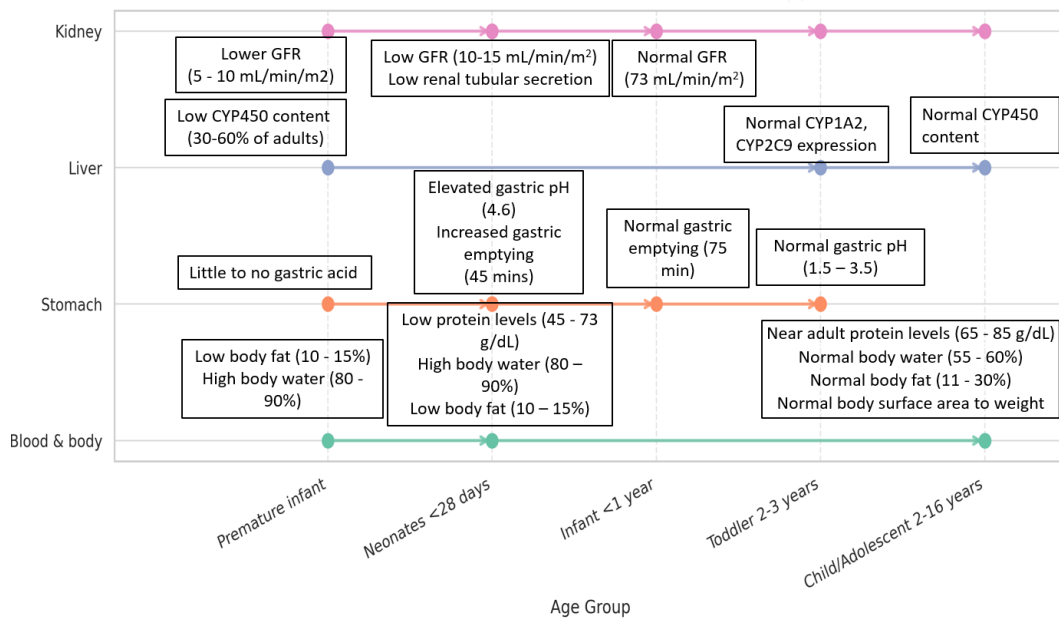 Kidney
Lower GFR
(5 - 10 mL/min/m2)
Low GFR (10-15 mL/min/m²)
Low renal tubular secretion
Normal GFR
(73 mL/min/m²)
Low CYP450 content
(30-60% of adults)
Normal CYP1A2,
CYP2C9 expression
Normal CYP450
content
Liver
Elevated gastric pH
(4.6)
Increased gastric
emptying
(45 mins)
Normal gastric
emptying (75
min)
Normal gastric pH
(1.5 – 3.5)
Little to no gastric acid
Stomach
Low body fat (10 - 15%)
High body water (80 -
90%)
Low protein levels (45 - 73
g/dL)
High body water (80 –
90%)
Low body fat (10 – 15%)
Near adult protein levels (65 - 85 g/dL)
Normal body water (55 - 60%)
Normal body fat (11 - 30%)
Normal body surface area to weight
Blood & body
Premature infant
Neonates <28 days
Infant <1 year
Toddler 2-3 years
Child/Adolescent 2-16 years
Age Group